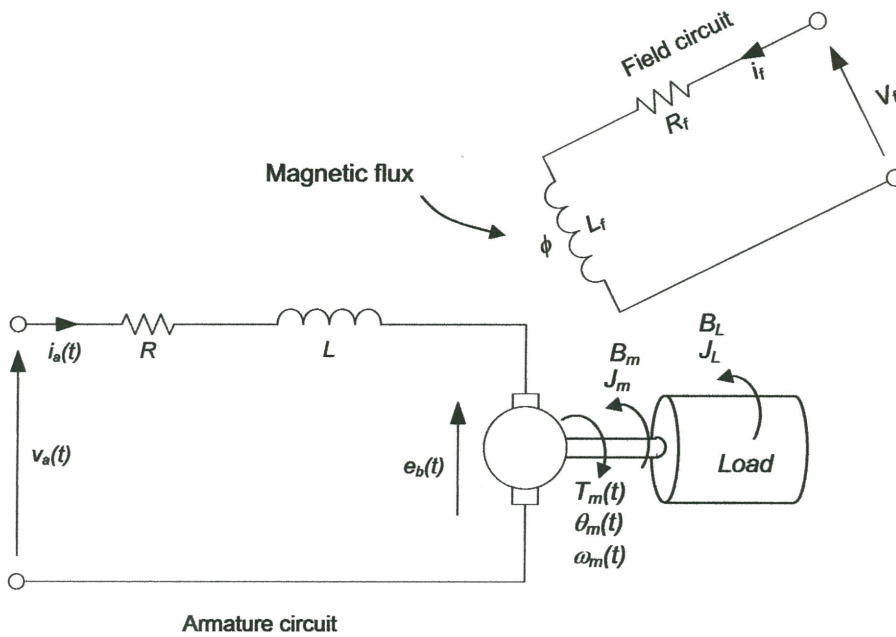 Field circuit
i_f
R_f
V_f
Magnetic flux
L_f
ϕ
i_a(t)
R
L
B_L
J_L
B_m
J_m
v_a(t)
e_b(t)
Load
T_m(t)
θ_m(t)
ω_m(t)
Armature circuit